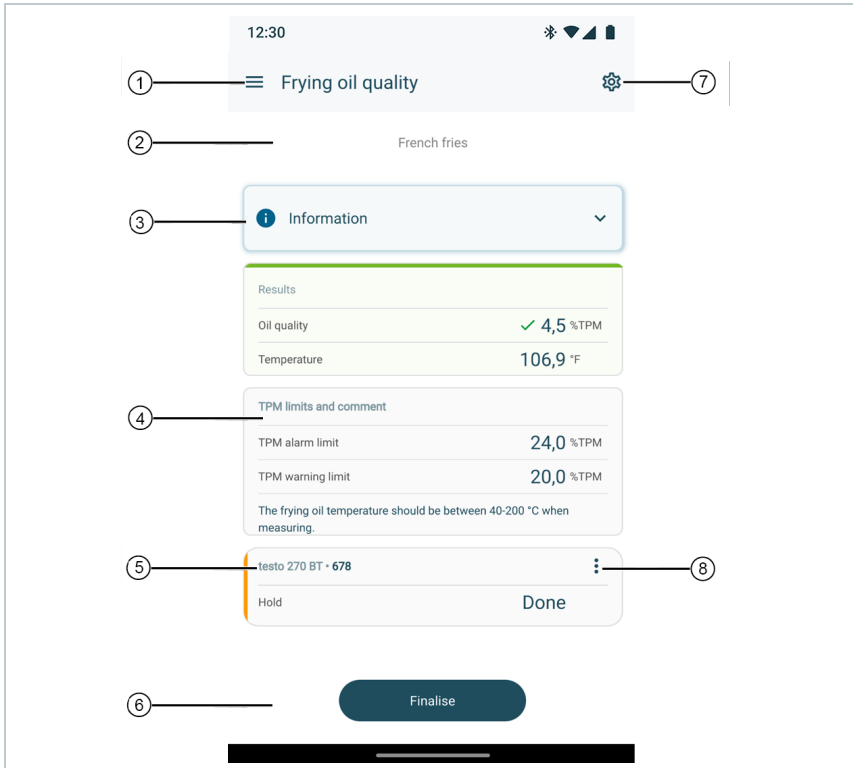 12:30
1
Frying oil quality
7
2
French fries
3
Information
Results
Oil quality
4,5 %TPM
Temperature
106,9 °F
4
TPM limits and comment
TPM alarm limit
24,0 %TPM
TPM warning limit
20,0 %TPM
The frying oil temperature should be between 40-200 °C when
measuring.
5
testo 270 BT • 678
8
Hold
Done
6
Finalise